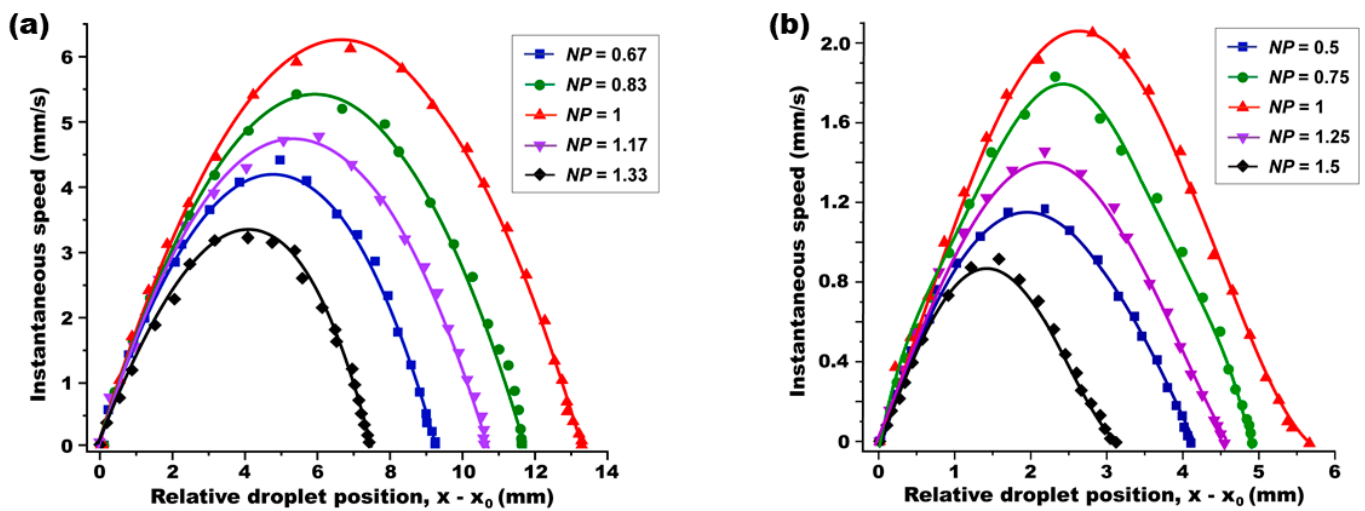 (a)
Instantaneous speed (mm/s)
6
5
4
3
2
1
0
0 2 4 6 8 10 12 14
Relative droplet position, x - x₀ (mm)
NP = 0.67
NP = 0.83
NP = 1
NP = 1.17
NP = 1.33
(b)
Instantaneous speed (mm/s)
2.0
1.6
1.2
0.8
0.4
0
0 1 2 3 4 5 6
Relative droplet position, x - x₀ (mm)
NP = 0.5
NP = 0.75
NP = 1
NP = 1.25
NP = 1.5